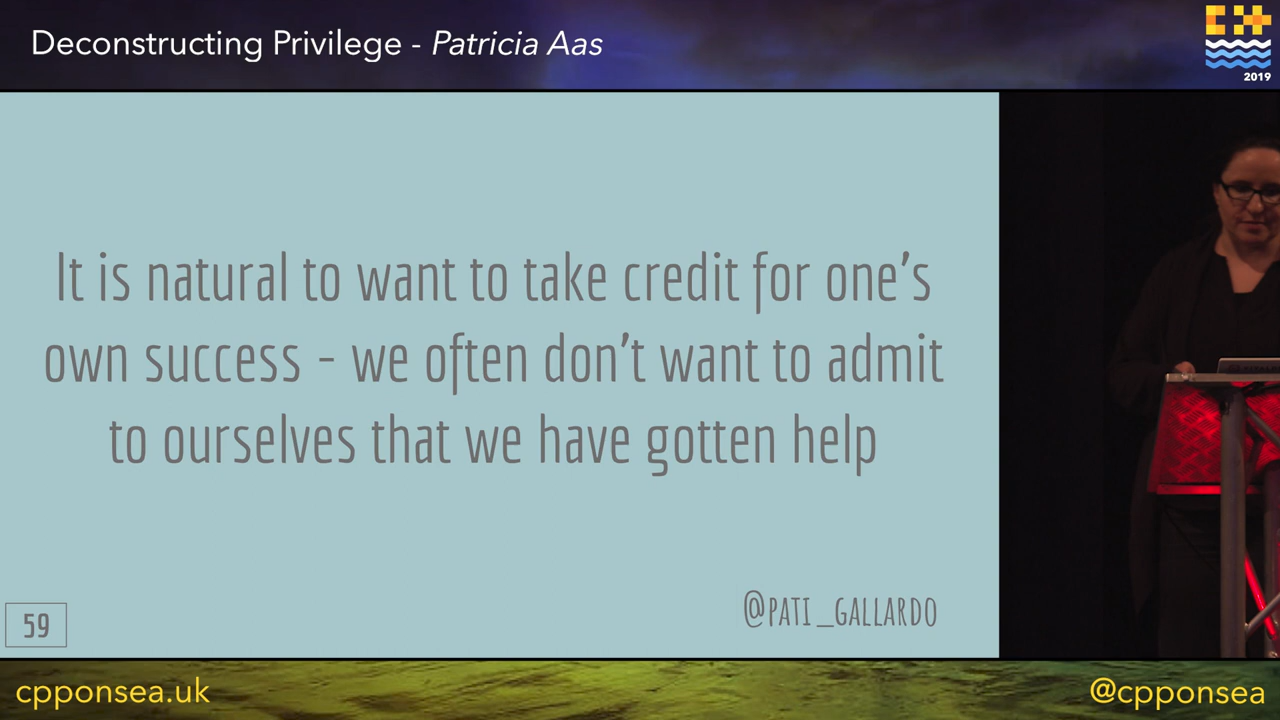 Deconstructing Privilege - Patricia Aas
2019
It is natural to want to take credit for one's
own success - we often don't want to admit
to ourselves that we have gotten help
@PATI_GALLARDO
59
cpponsea.uk
@cpponsea